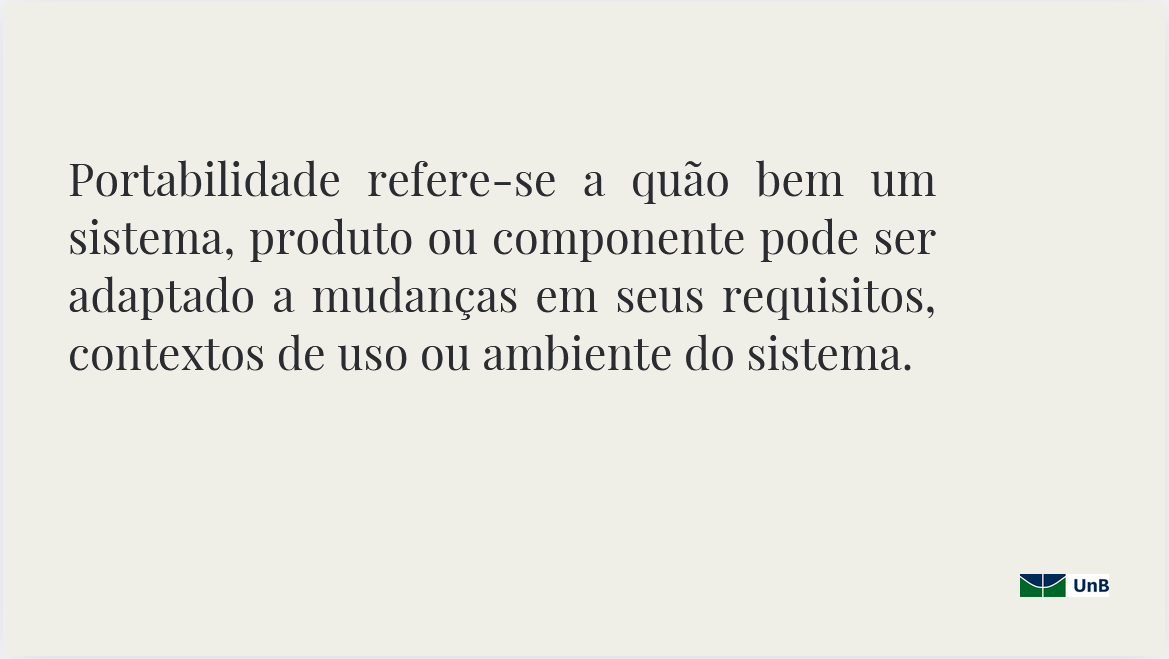 Portabilidade refere-se a quão bem um
sistema, produto ou componente pode ser
adaptado a mudanças em seus requisitos,
contextos de uso ou ambiente do sistema.
UnB